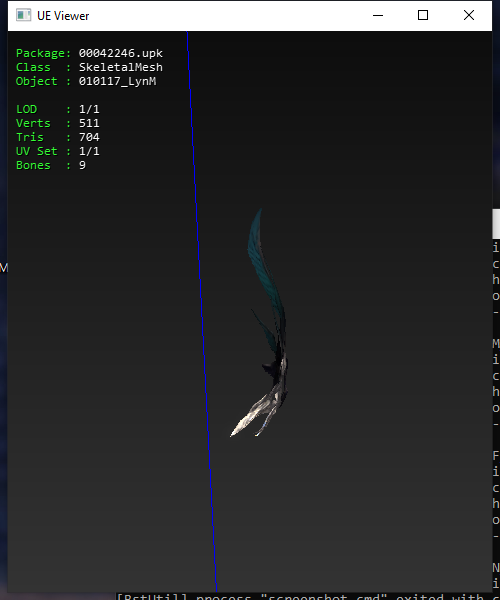 UE Viewer
Package: 00042246.upk
Class : SkeletalMesh
Object : 010117_LynM
LOD : 1/1
Verts : 511
Tris : 704
UV Set : 1/1
Bones : 9
M
i
c
h
o
-
M
i
c
h
o
-
F
i
c
h
o
-
N
i
[BstUtil] process "screenshot.cmd" exited with c